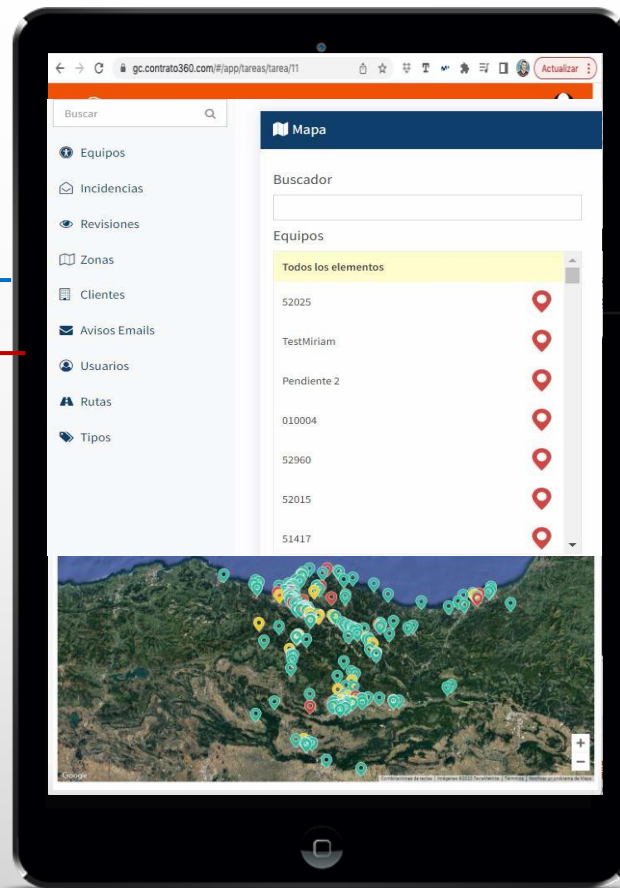 gc.contrato360.com/#/app/tareas/tarea/11
Actualizar
Buscar
Equipos
Incidencias
Revisiones
Zonas
Clientes
Avisos Emails
Usuarios
Rutas
Tipos
Mapa
Buscador
Equipos
Todos los elementos
52025
TestMiriam
Pendiente 2
010004
52960
52015
51417
+
−
Google